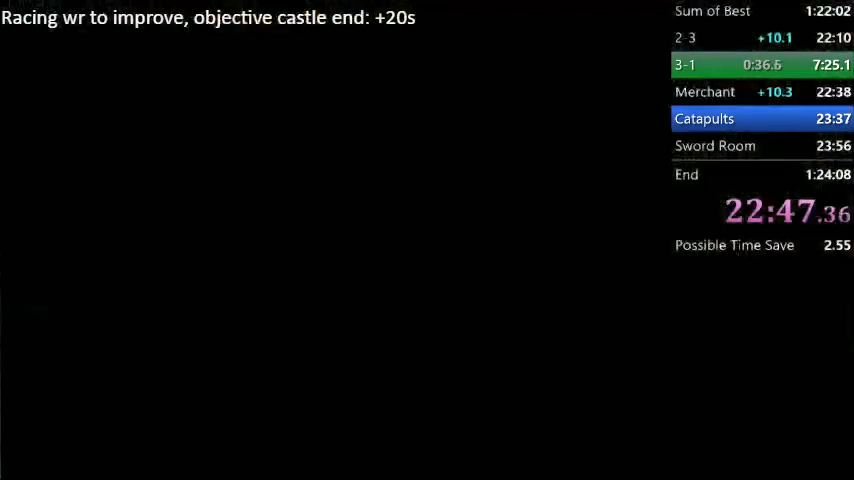 Racing wr to improve, objective castle end: +20s
Sum of Best 1:22:02
2-3 +10.1 22:10
3-1 0:36.5 7:25.1
Merchant +10.3 22:38
Catapults 23:37
Sword Room 23:56
End 1:24:08
22:47.36
Possible Time Save 2.55